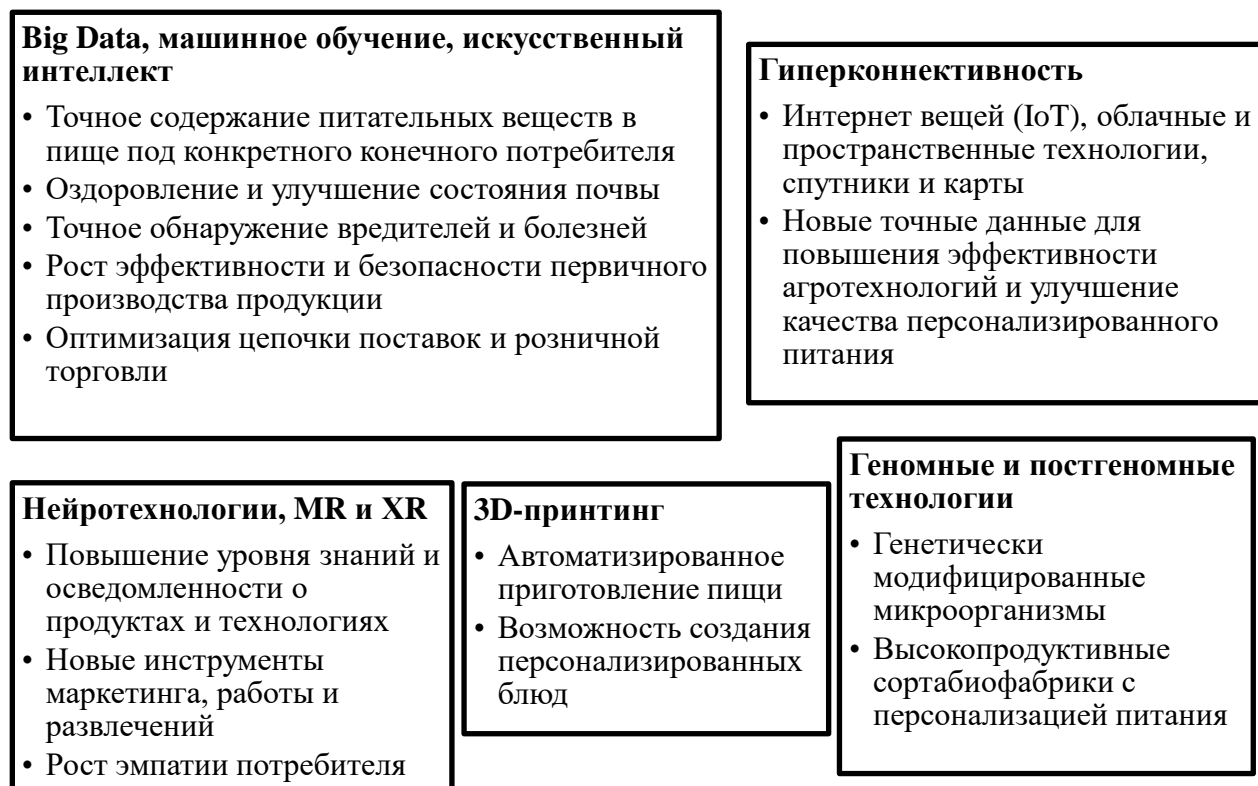 Big Data, машинное обучение, искусственный
интеллект
• Точное содержание питательных веществ в
пище под конкретного конечного потребителя
• Оздоровление и улучшение состояния почвы
• Точное обнаружение вредителей и болезней
• Рост эффективности и безопасности первичного
производства продукции
• Оптимизация цепочки поставок и розничной
торговли
Гиперконнективность
• Интернет вещей (IoT), облачные и
пространственные технологии,
спутники и карты
• Новые точные данные для
повышения эффективности
агротехнологий и улучшение
качества персонализированного
питания
Нейротехнологии, MR и XR
• Повышение уровня знаний и
осведомленности о
продуктах и технологиях
• Новые инструменты
маркетинга, работы и
развлечений
• Рост эмпатии потребителя
3D-принтинг
• Автоматизированное
приготовление пищи
• Возможность создания
персонализированных
блюд
Геномные и постгеномные
технологии
• Генетически
модифицированные
микроорганизмы
• Высокопродуктивные
сортабиофабрики с
персонализацией питания